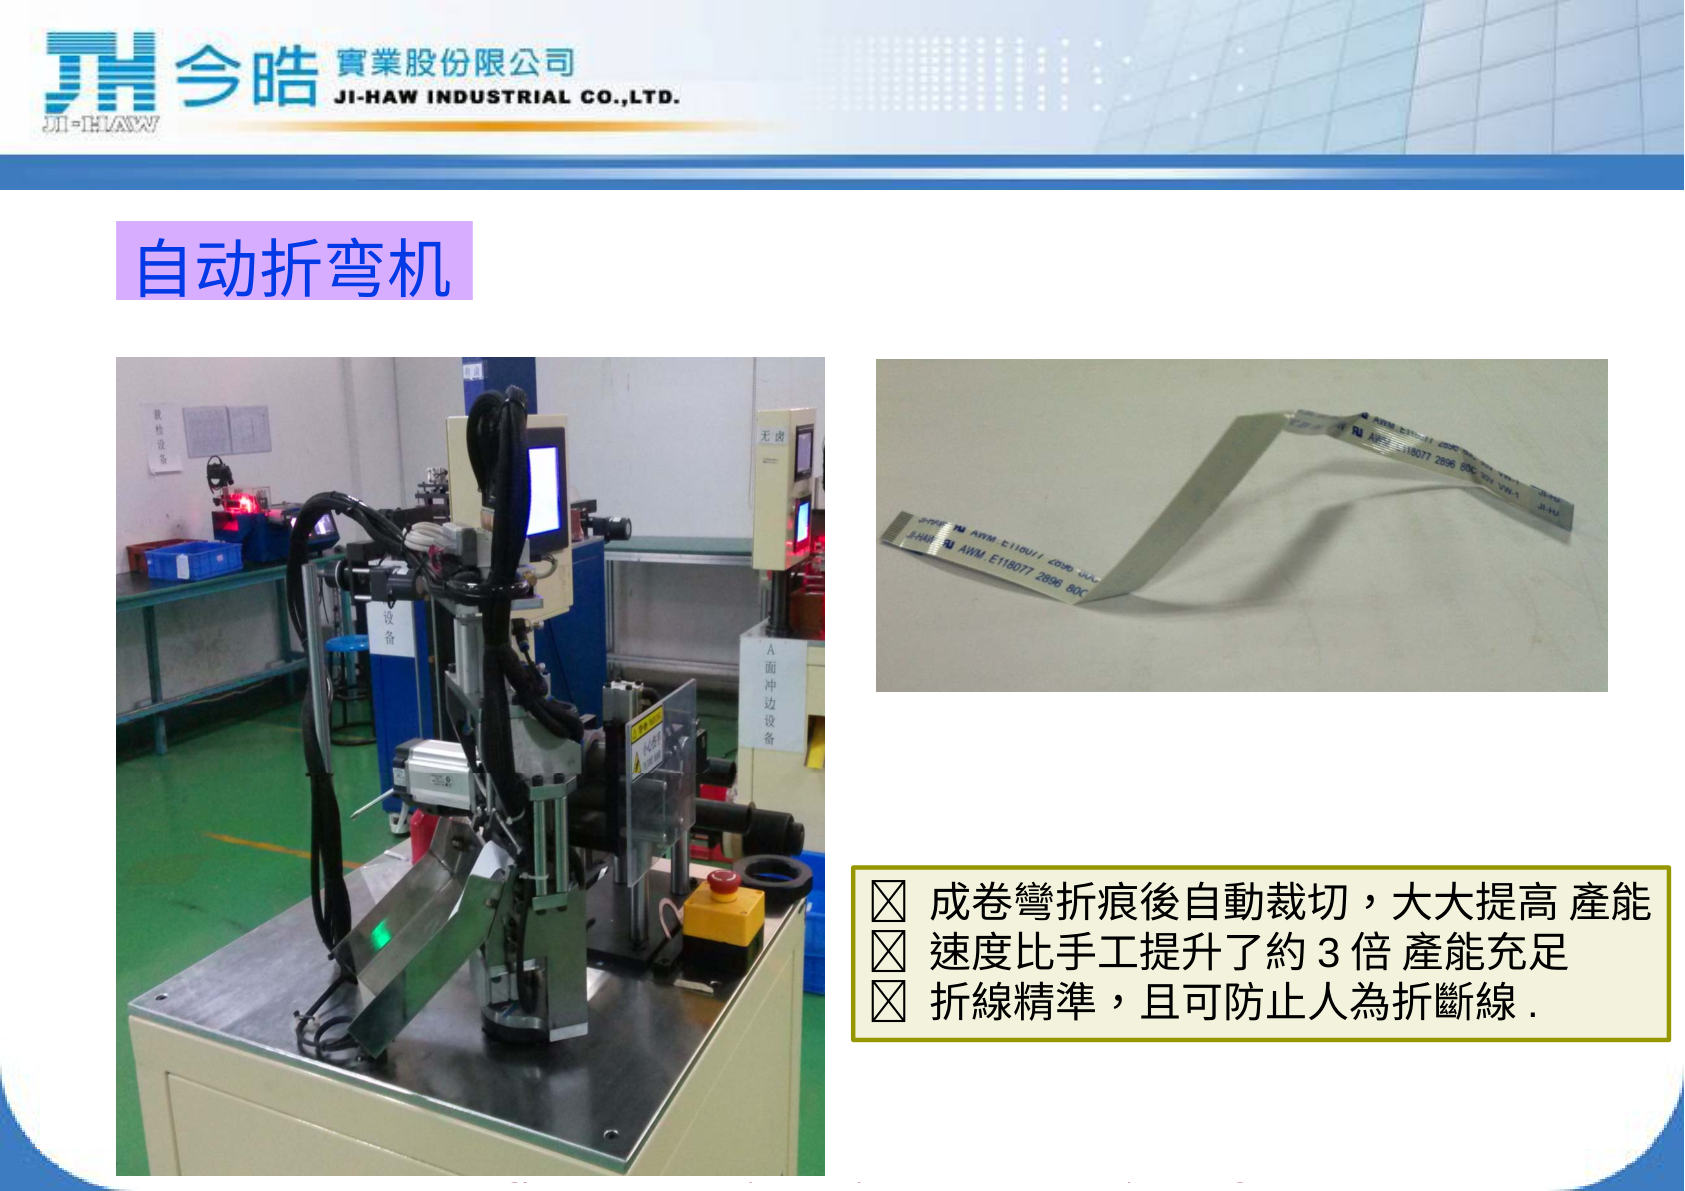 JH 今皓 實業股份限公司
JI-HAW INDUSTRIAL CO.,LTD.
JI-HAW
自动折弯机
无卤
设备
A面冲边设备
AWM E118077 2896 80C
AWM E118077 2896 80C
E118077 2896 80C VW-1
成卷彎折痕後自動裁切，大大提高 產能
速度比手工提升了約 3 倍 產能充足
折線精準，且可防止人為折斷線 .